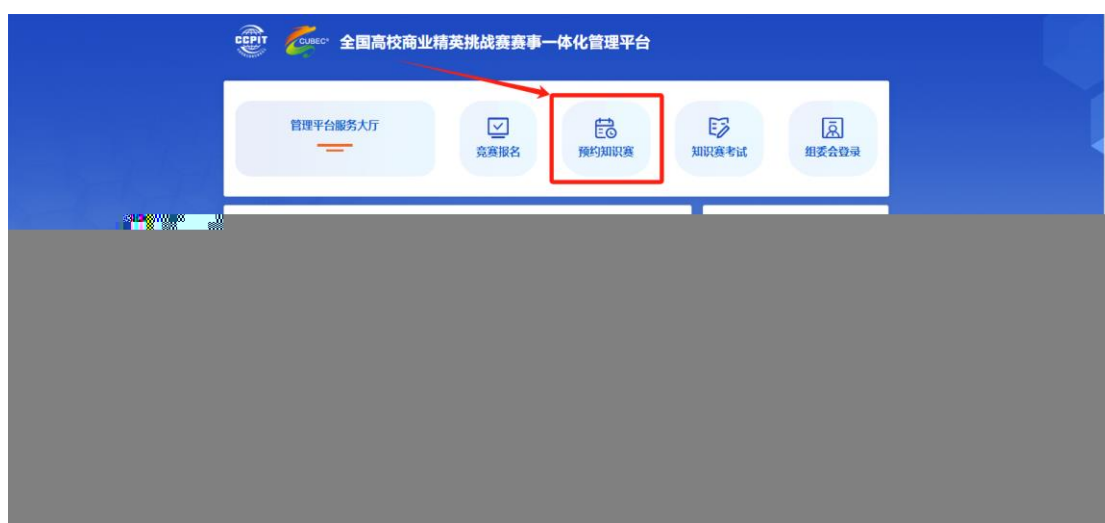 CCPIT CUBEC® 全国高校商业精英挑战赛赛事一体化管理平台
管理平台服务大厅
竞赛报名
预约知识赛
知识赛考试
组委会登录